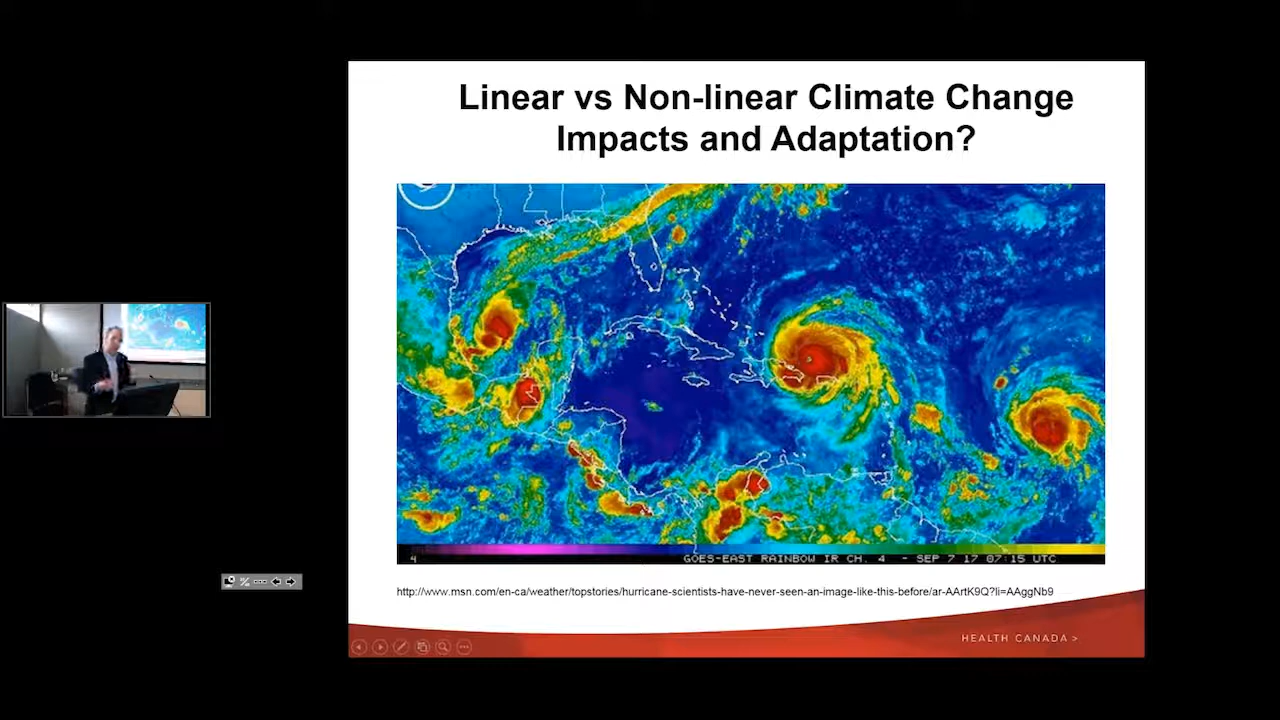 Linear vs Non-linear Climate Change
Impacts and Adaptation?
4 GOES-EAST RAINBOW IR CH. 4 - SEP 7 17 07:15 UTC
http://www.msn.com/en-ca/weather/topstories/hurricane-scientists-have-never-seen-an-image-like-this-before/ar-AArtK9Q?li=AAggNb9
HEALTH CANADA >